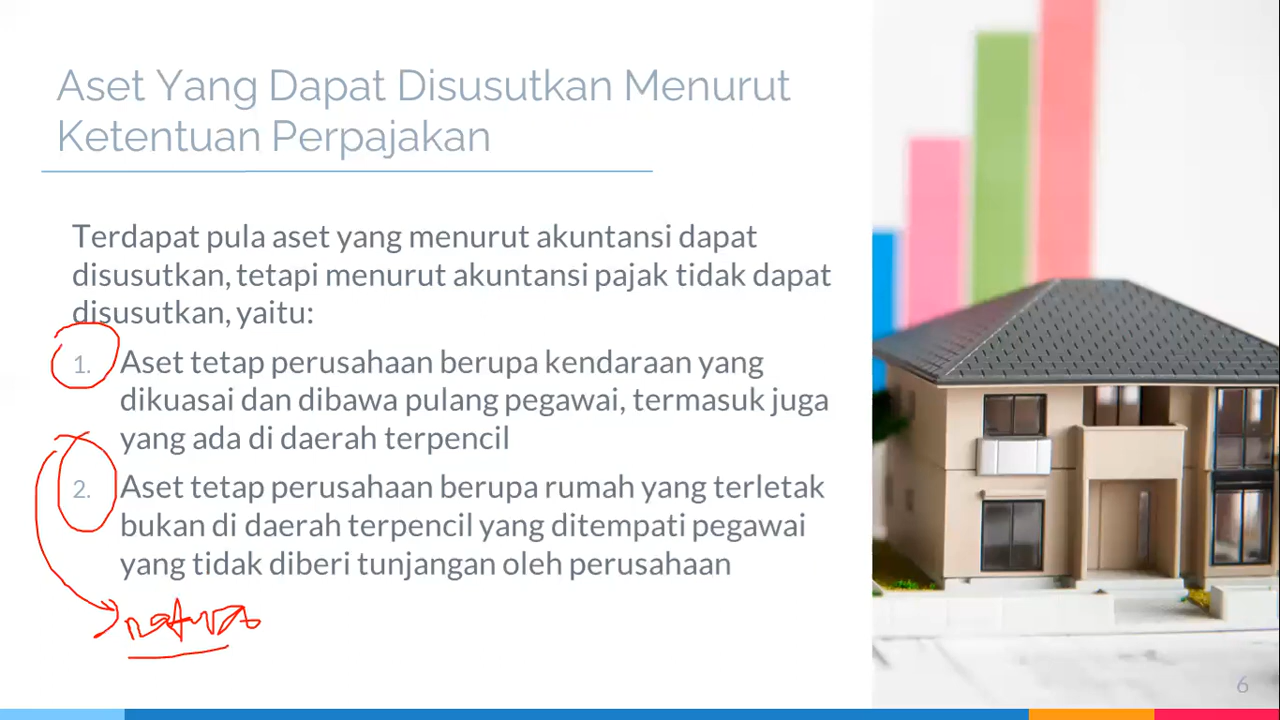 Aset Yang Dapat Disusutkan Menurut
Ketentuan Perpajakan
Terdapat pula aset yang menurut akuntansi dapat
disusutkan, tetapi menurut akuntansi pajak tidak dapat
disusutkan, yaitu:
1. Aset tetap perusahaan berupa kendaraan yang
dikuasai dan dibawa pulang pegawai, termasuk juga
yang ada di daerah terpencil
2. Aset tetap perusahaan berupa rumah yang terletak
bukan di daerah terpencil yang ditempati pegawai
yang tidak diberi tunjangan oleh perusahaan
natura
6